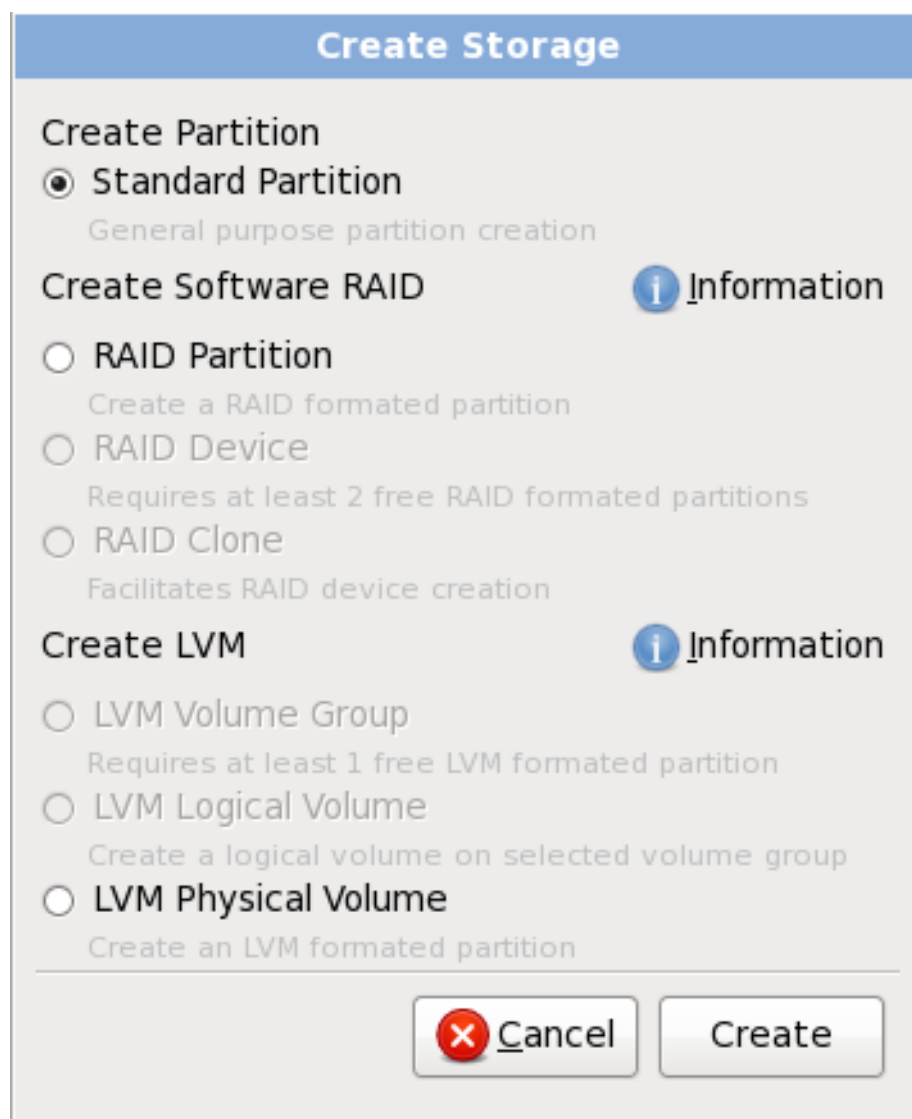 Create Storage
Create Partition
Standard Partition
General purpose partition creation
Create Software RAID
Information
RAID Partition
Create a RAID formated partition
RAID Device
Requires at least 2 free RAID formated partitions
RAID Clone
Facilitates RAID device creation
Create LVM
Information
LVM Volume Group
Requires at least 1 free LVM formated partition
LVM Logical Volume
Create a logical volume on selected volume group
LVM Physical Volume
Create an LVM formated partition
Cancel
Create